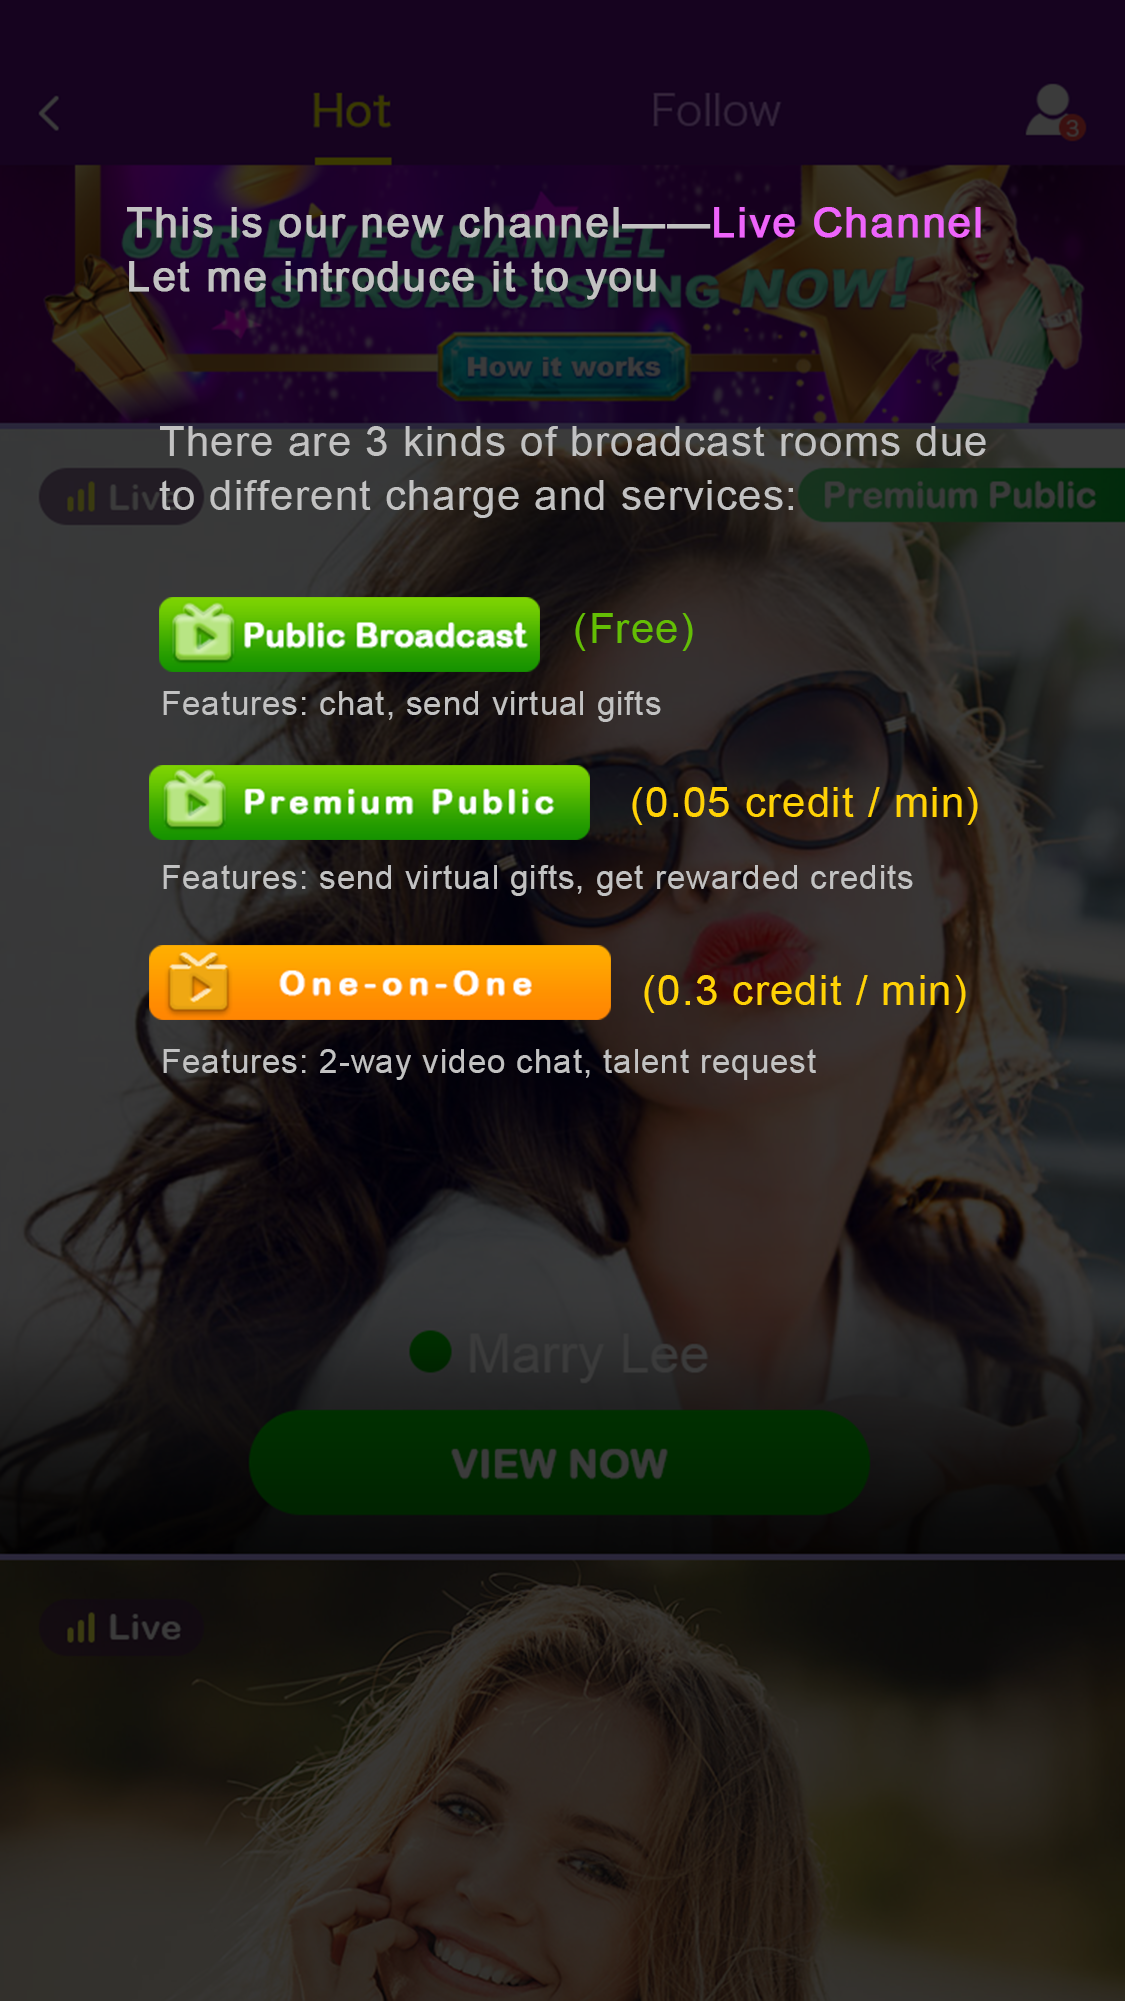 Hot
Follow
3
This is our new channel——Live Channel
OUR LIVE CHANNEL
Let me introduce it to you
IS BROADCASTING NOW!
How it works
There are 3 kinds of broadcast rooms due
to different charge and services:
Live
Premium Public
Public Broadcast (Free)
Features: chat, send virtual gifts
Premium Public (0.05 credit / min)
Features: send virtual gifts, get rewarded credits
One-on-One (0.3 credit / min)
Features: 2-way video chat, talent request
Marry Lee
VIEW NOW
Live